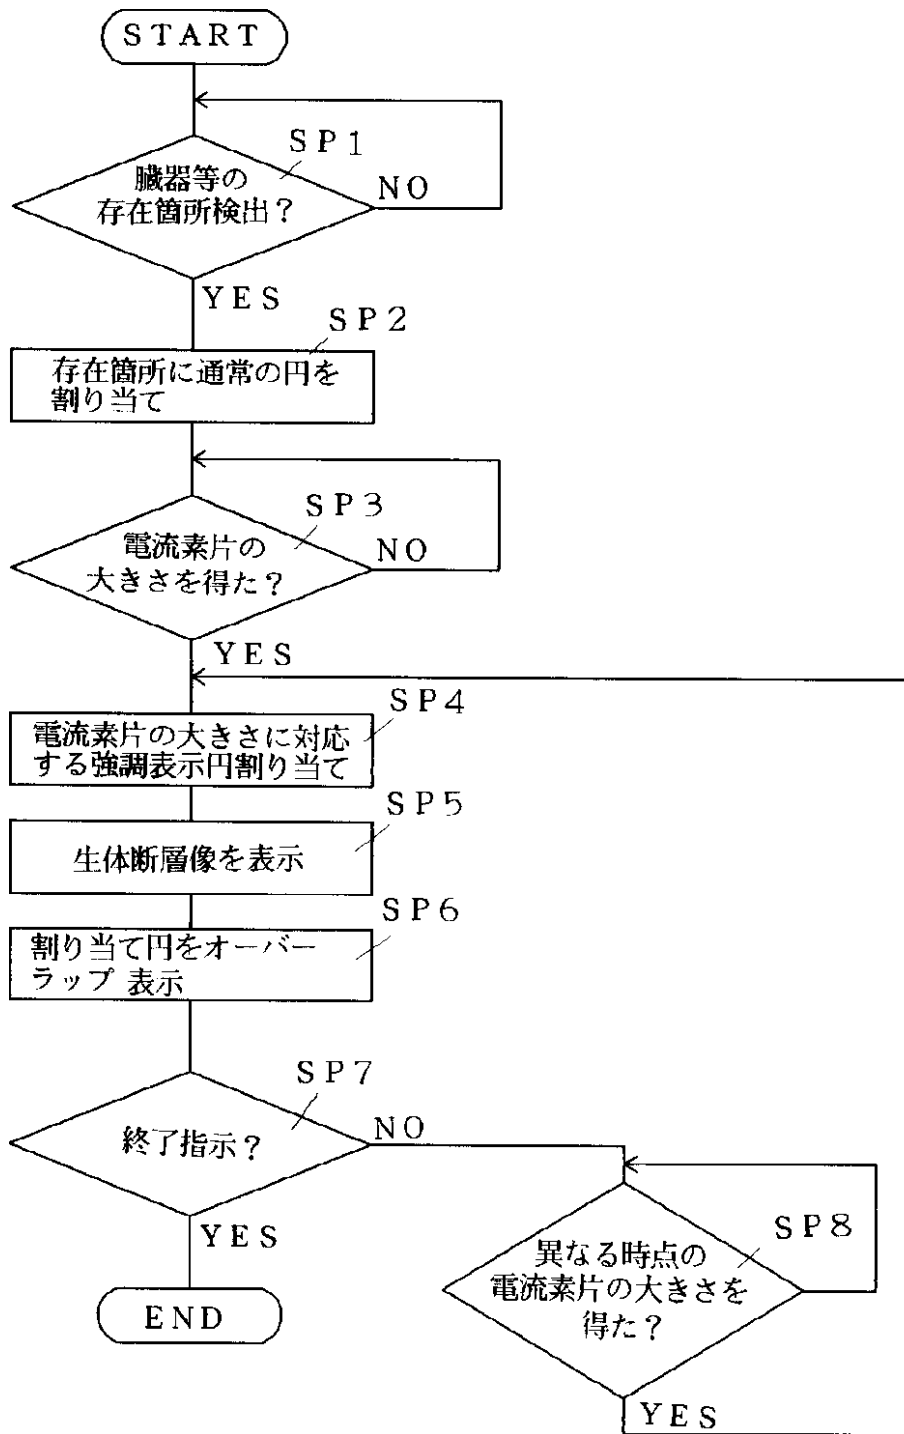 START
SP1
臓器等の
存在箇所検出?
NO
YES
SP2
存在箇所に通常の円を
割り当て
SP3
電流素片の
大きさを得た?
NO
YES
SP4
電流素片の大きさに対応
する強調表示円割り当て
SP5
生体断層像を表示
SP6
割り当て円をオーバー
ラップ 表示
SP7
終了指示?
NO
YES
END
SP8
異なる時点の
電流素片の大きさを
得た?
YES